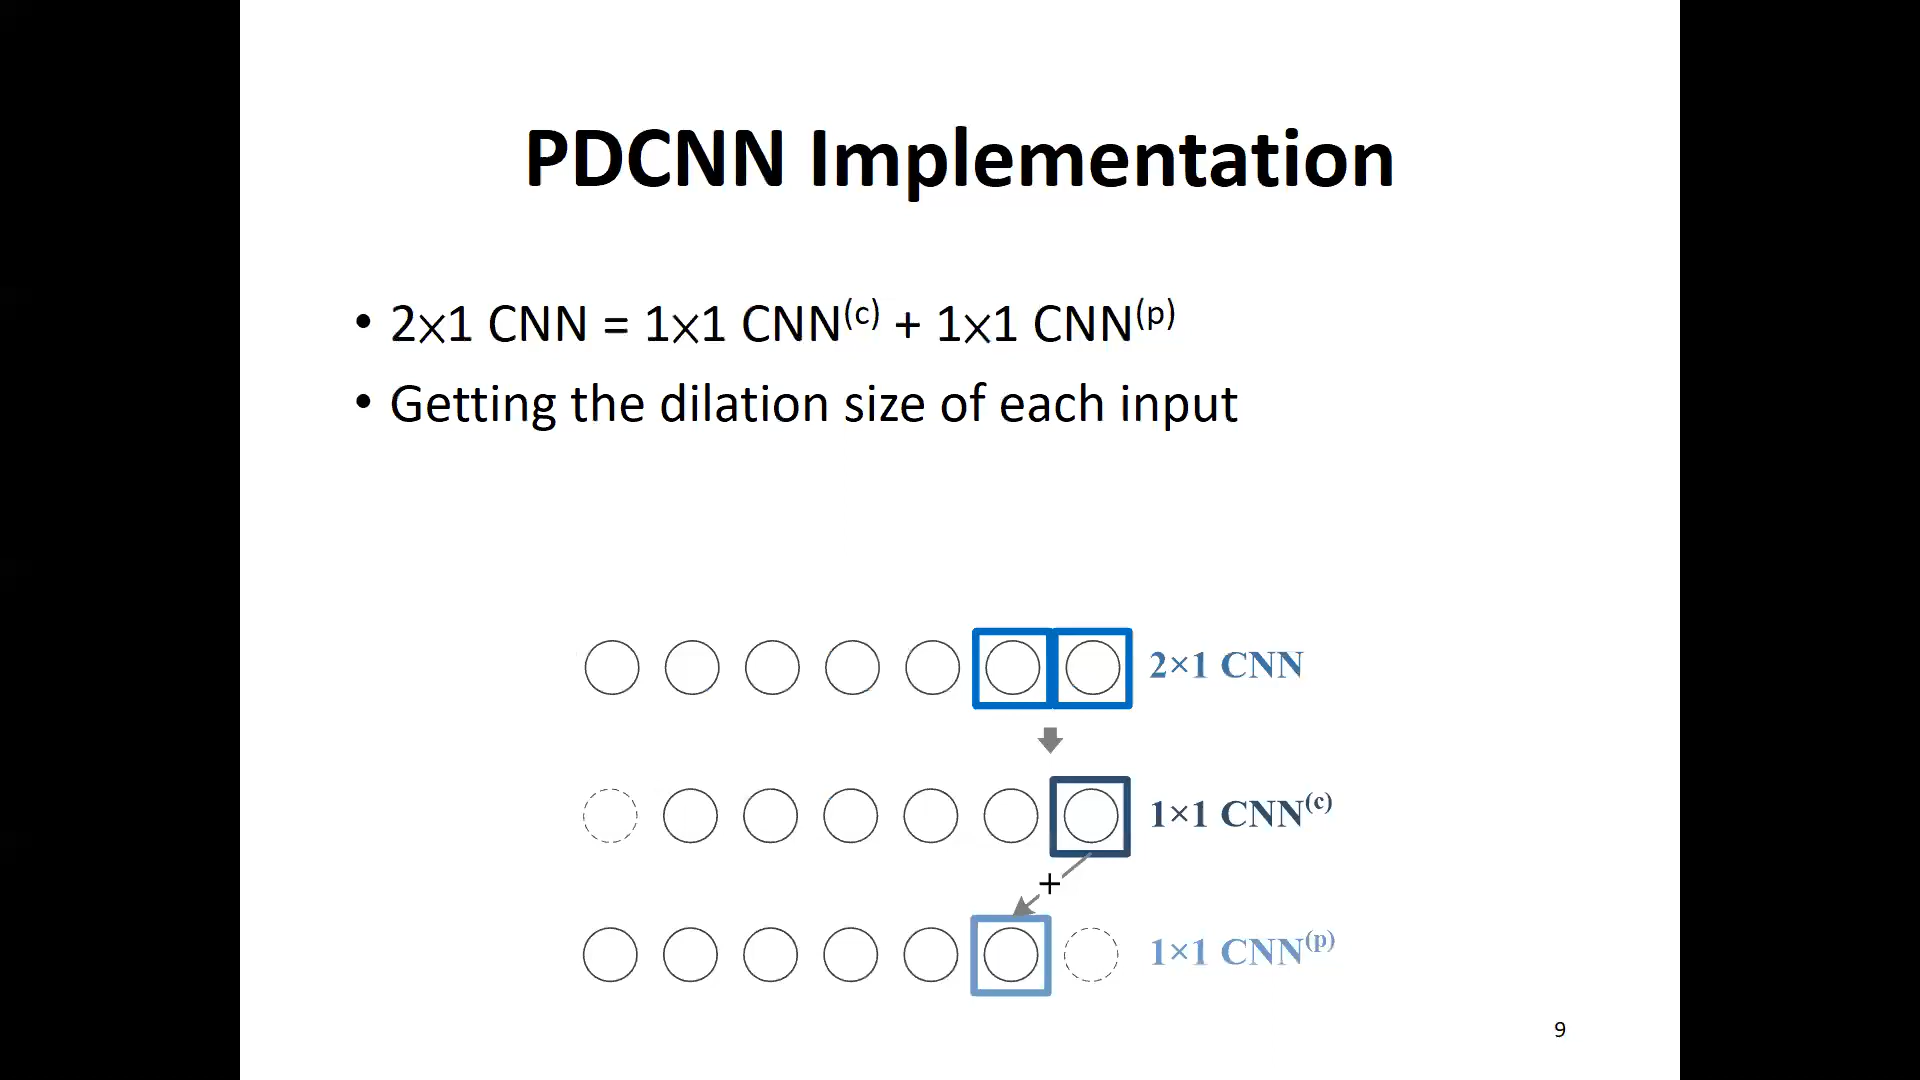 PDCNN Implementation
• 2×1 CNN = 1×1 CNN(c) + 1×1 CNN(p)
• Getting the dilation size of each input
2×1 CNN
1×1 CNN(c)
+
1×1 CNN(p)
9